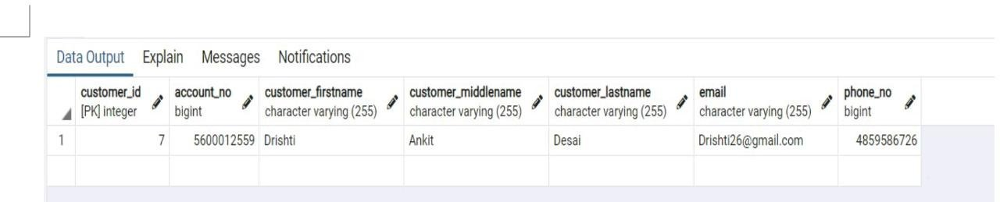 Data Output Explain Messages Notifications
customer_id account_no customer_firstname customer_middlename customer_lastname email phone_no
[PK] integer bigint character varying (255) character varying (255) character varying (255) character varying (255) bigint
1 7 5600012559 Drishti Ankit Desai Drishti26@gmail.com 4859586726